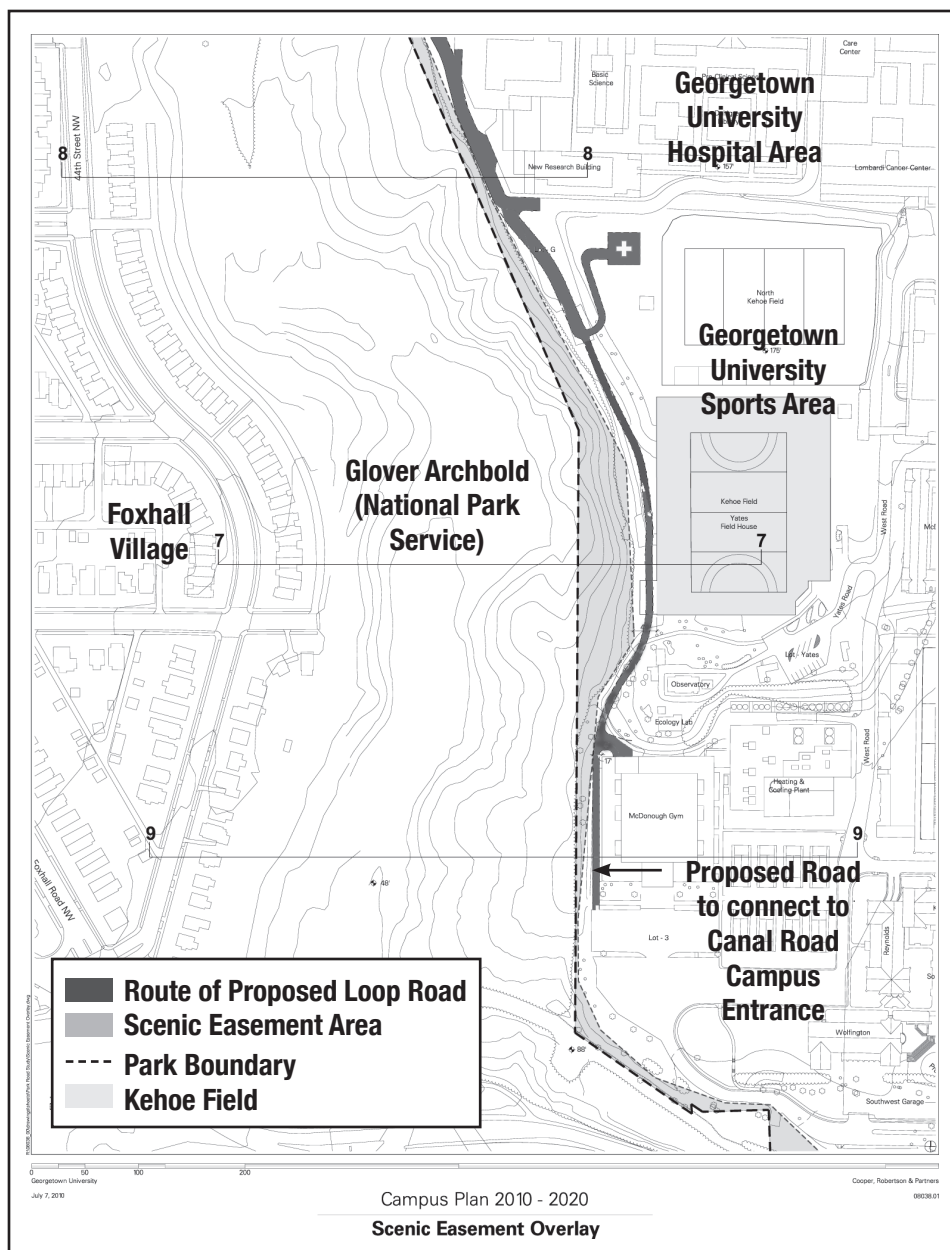 Care
Center
Basic
Science
Georgetown
University
Hospital Area
8
8
44th Street NW
New Research Building
157'
Lombardi Cancer Center
G
North
Kehoe Field
175'
Georgetown
University
Sports Area
Glover Archbold
(National Park
Service)
Foxhall
Village
Kehoe Field
Yates
Field House
7
7
West Road
Yates Road
Lot - Yates
Observatory
Ecology Lab
17'
West Road
Heating &
Cooling Plant
McDonough Gym
9
9
48'
Foxhall Road NW
Proposed Road
to connect to
Canal Road
Campus
Entrance
Lot - 3
Reynolds
Wolfington
88'
Southwest Garage
Route of Proposed Loop Road
Scenic Easement Area
Park Boundary
Kehoe Field
0 50 100 200
Georgetown University
July 7, 2010
Cooper, Robertson & Partners
08038.01
Campus Plan 2010 - 2020
Scenic Easement Overlay